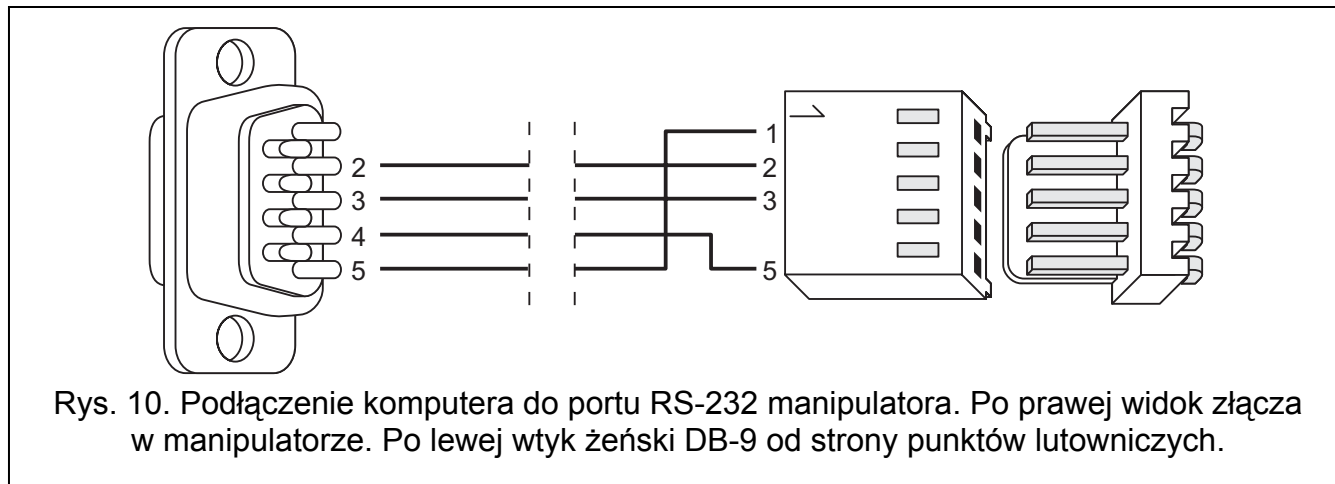 1
2 2
3 3
4
5 5
Rys. 10. Podłączenie komputera do portu RS-232 manipulatora. Po prawej widok złącza
w manipulatorze. Po lewej wtyk żeński DB-9 od strony punktów lutowniczych.